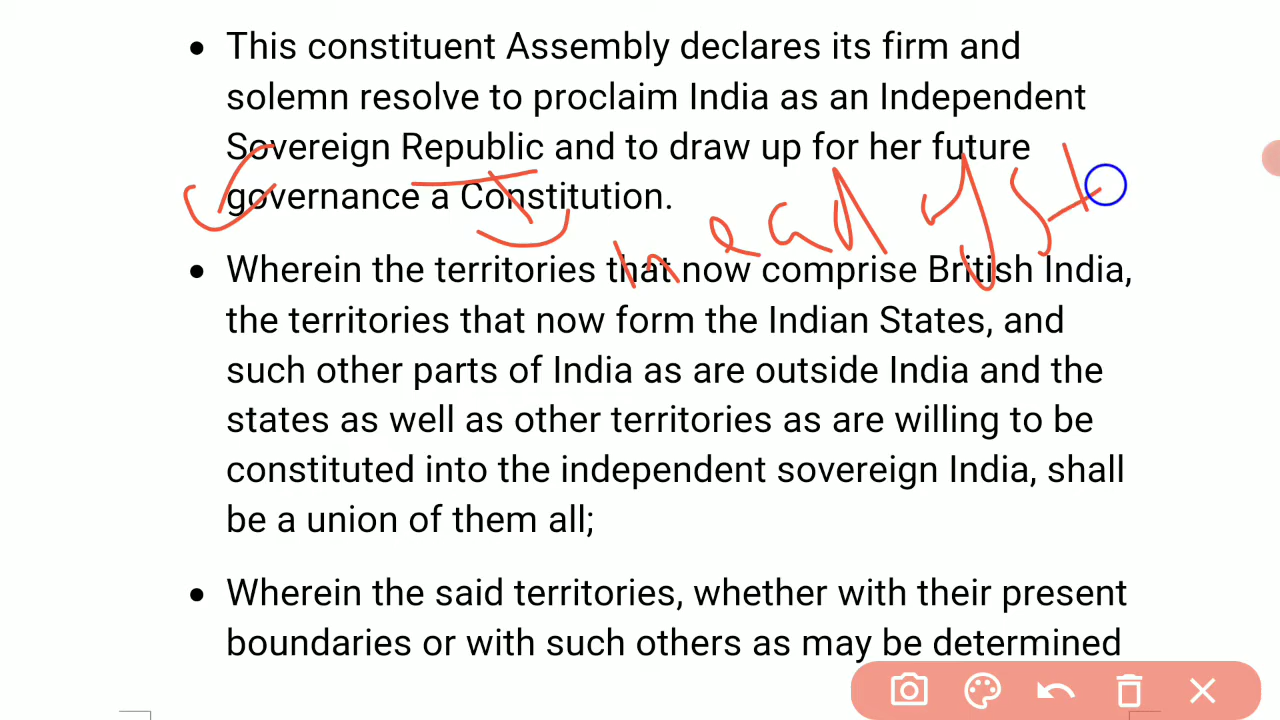 This constituent Assembly declares its firm and
solemn resolve to proclaim India as an Independent
Sovereign Republic and to draw up for her future
governance a Constitution.
head of st
Wherein the territories that now comprise British India,
the territories that now form the Indian States, and
such other parts of India as are outside India and the
states as well as other territories as are willing to be
constituted into the independent sovereign India, shall
be a union of them all;
Wherein the said territories, whether with their present
boundaries or with such others as may be determined